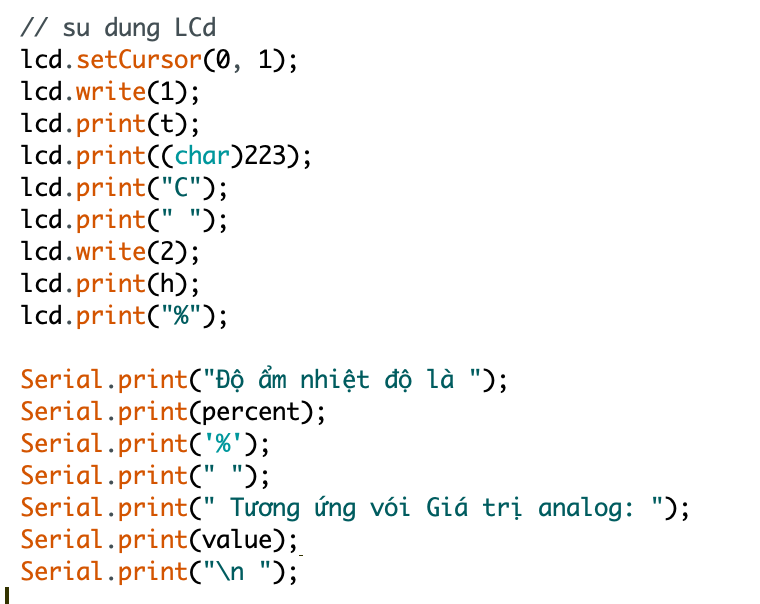 // su dung LCd
lcd.setCursor(0, 1);
lcd.write(1);
lcd.print(t);
lcd.print((char)223);
lcd.print("C");
lcd.print(" ");
lcd.write(2);
lcd.print(h);
lcd.print("%");

Serial.print("Độ ẩm nhiệt độ là ");
Serial.print(percent);
Serial.print('%');
Serial.print(" ");
Serial.print(" Tương ứng vói Giá trị analog: ");
Serial.print(value);
Serial.print("\n ");